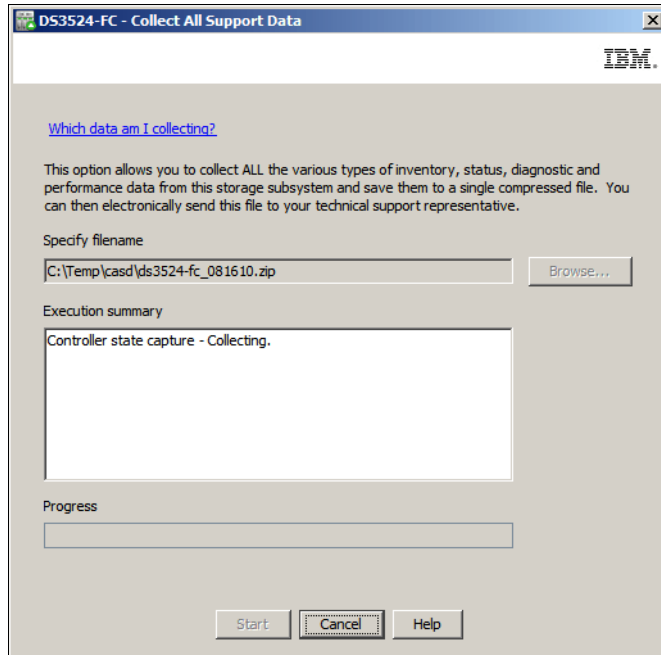 DS3524-FC - Collect All Support Data
IBM.
Which data am I collecting?
This option allows you to collect ALL the various types of inventory, status, diagnostic and
performance data from this storage subsystem and save them to a single compressed file.  You
can then electronically send this file to your technical support representative.
Specify filename
C:\Temp\casd\ds3524-fc_081610.zip
Browse...
Execution summary
Controller state capture - Collecting.
Progress
Start
Cancel
Help